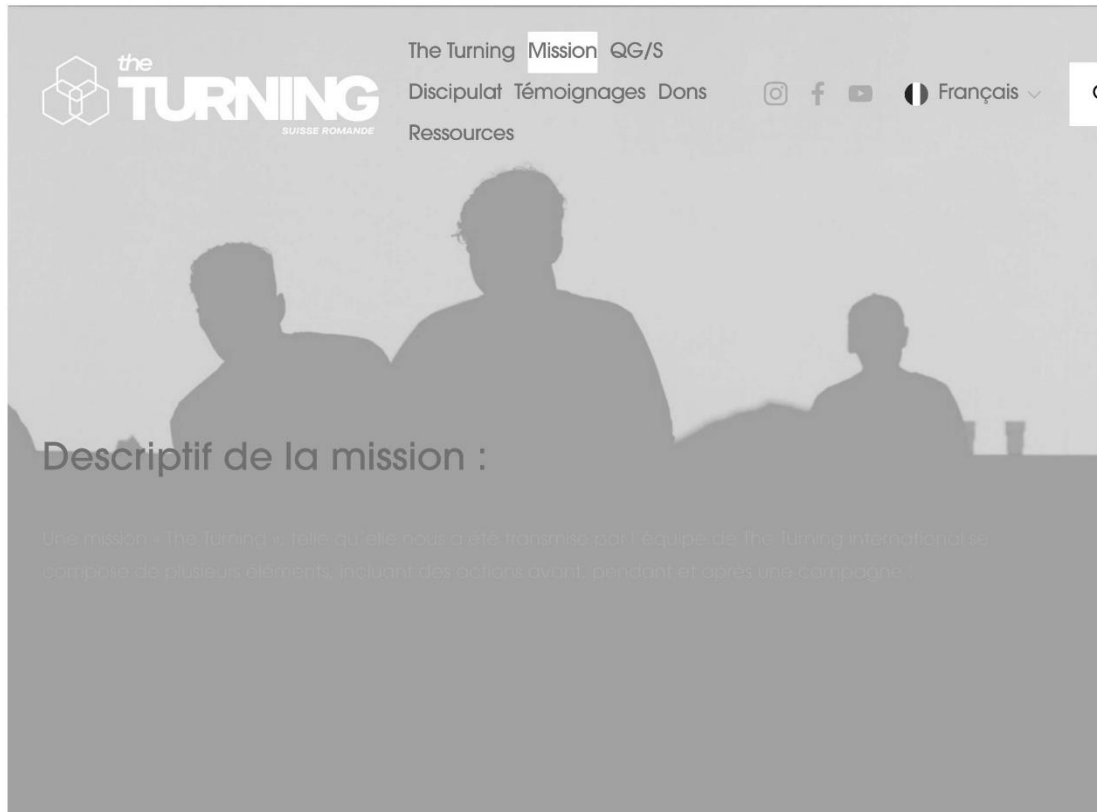 the
TURNING
SUISSE ROMANDE
The Turning Mission QG/S
Discipulat Témoignages Dons
Ressources
Français
Descriptif de la mission :
Une mission « The Turning », telle qu'elle nous a été transmise par l'équipe de The Turning international se
compose de plusieurs éléments, incluant des actions avant, pendant et après une campagne